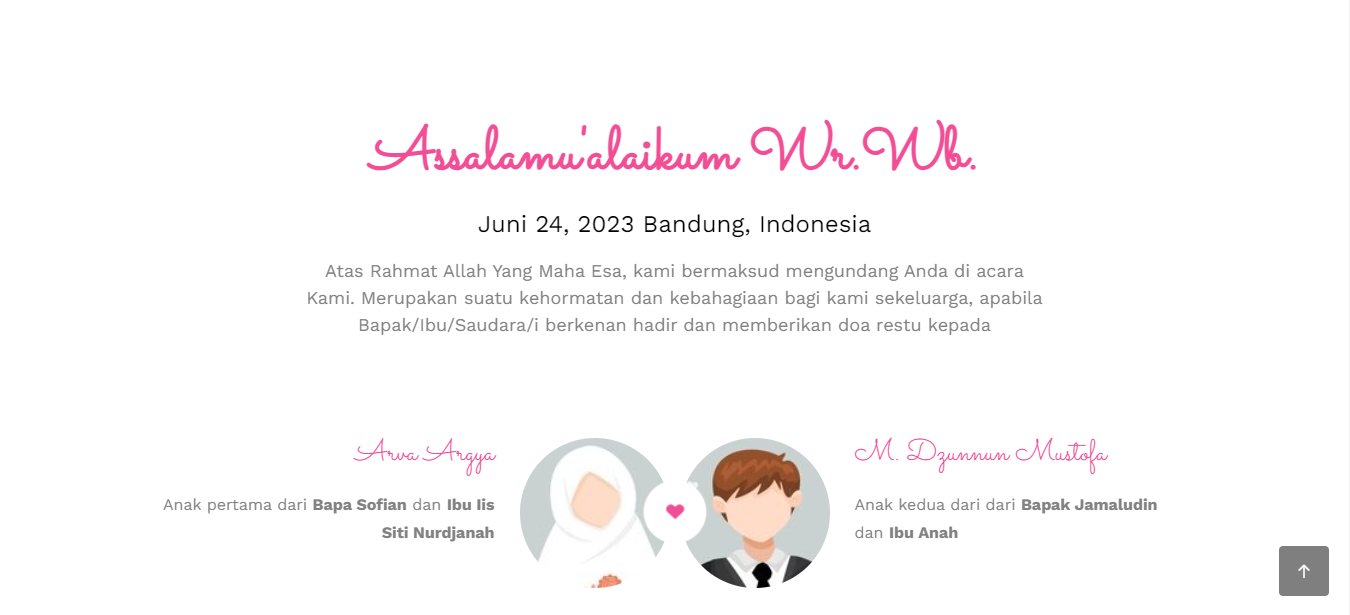 Assalamu'alaikum Wr. Wb.
Juni 24, 2023 Bandung, Indonesia
Atas Rahmat Allah Yang Maha Esa, kami bermaksud mengundang Anda di acara
Kami. Merupakan suatu kehormatan dan kebahagiaan bagi kami sekeluarga, apabila
Bapak/Ibu/Saudara/i berkenan hadir dan memberikan doa restu kepada
Arva Argya
Anak pertama dari Bapa Sofian dan Ibu Iis
Siti Nurdjanah
M. Dzunnun Mustofa
Anak kedua dari dari Bapak Jamaludin
dan Ibu Anah